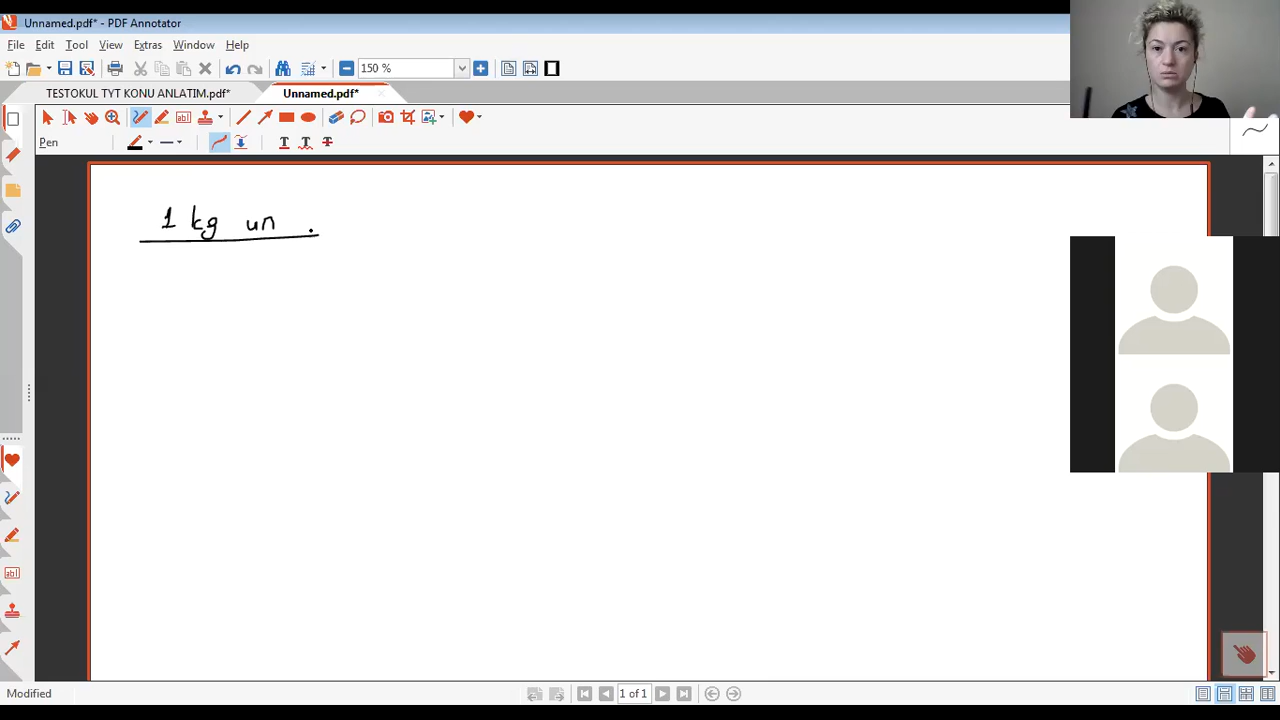 Unnamed.pdf* - PDF Annotator
File Edit Tool View Extras Window Help
150 %
TESTOKUL TYT KONU ANLATIM.pdf* Unnamed.pdf*
Pen
1 kg un .
Modified
1 of 1